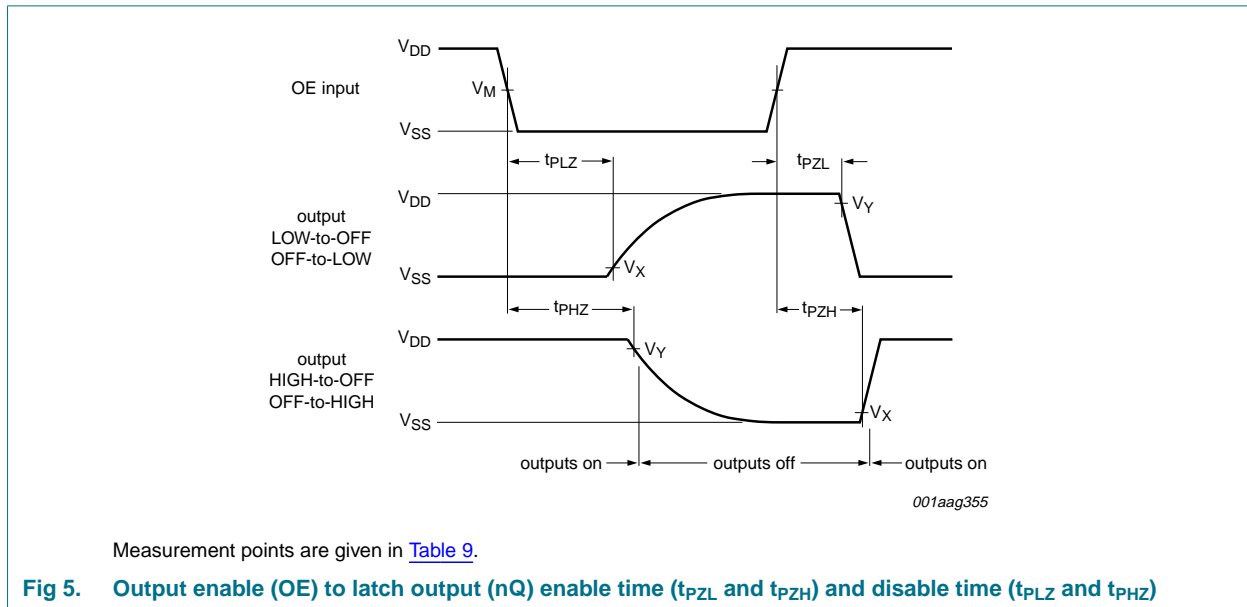 VDD
OE input
VM
VSS
tPLZ
tPZL
VDD
VY
output
LOW-to-OFF
OFF-to-LOW
VX
VSS
tPHZ
tPZH
VDD
VY
output
HIGH-to-OFF
OFF-to-HIGH
VX
VSS
outputs on
outputs off
outputs on
001aag355
Measurement points are given in Table 9.
Fig 5. Output enable (OE) to latch output (nQ) enable time (tPZL and tPZH) and disable time (tPLZ and tPHZ)